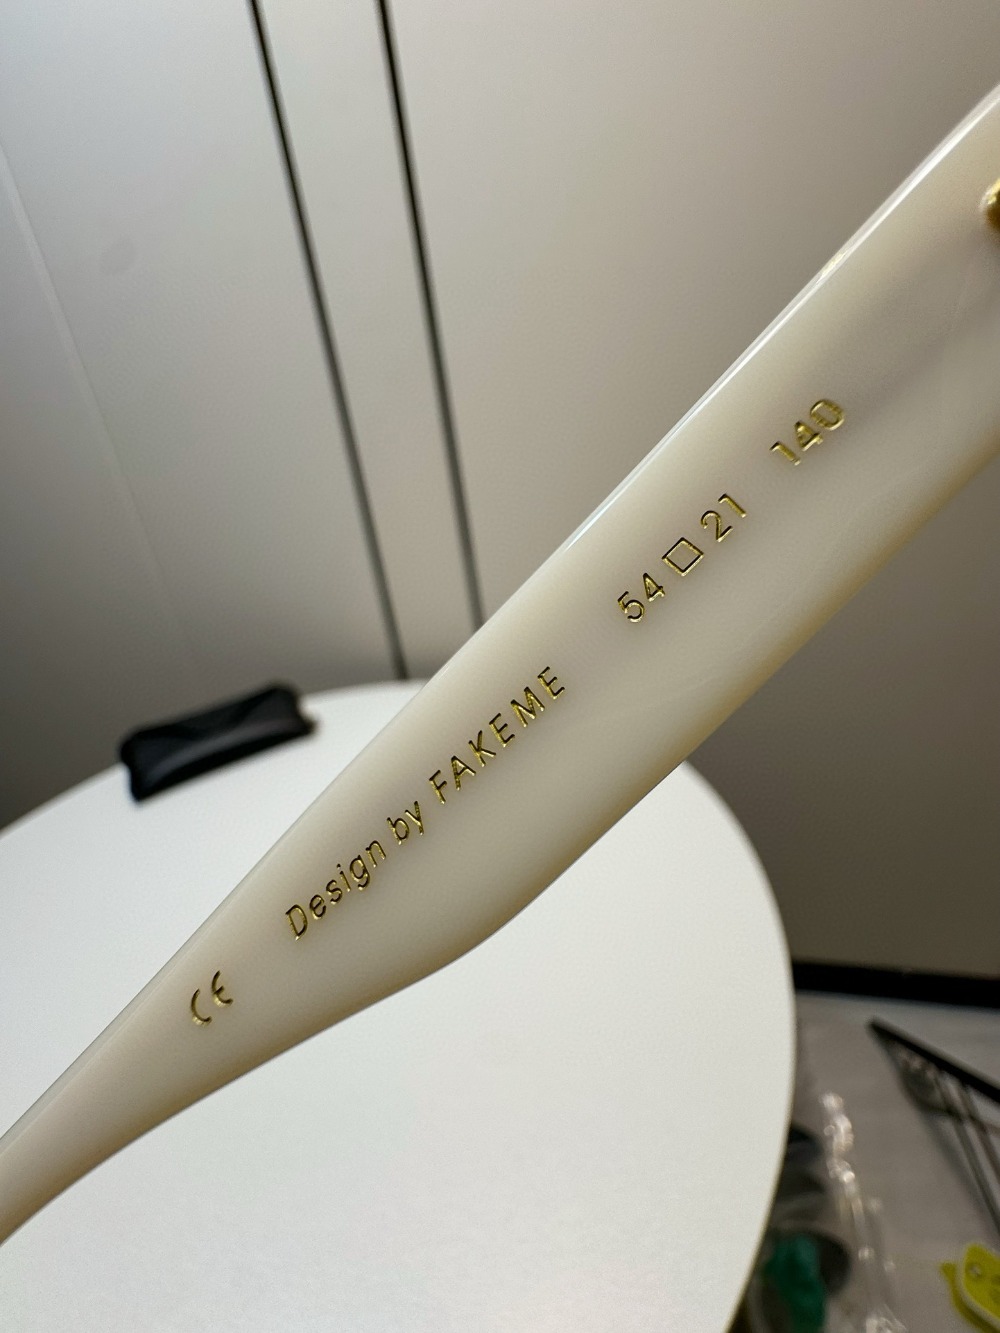 CE Design by FAKEME 54□21 140